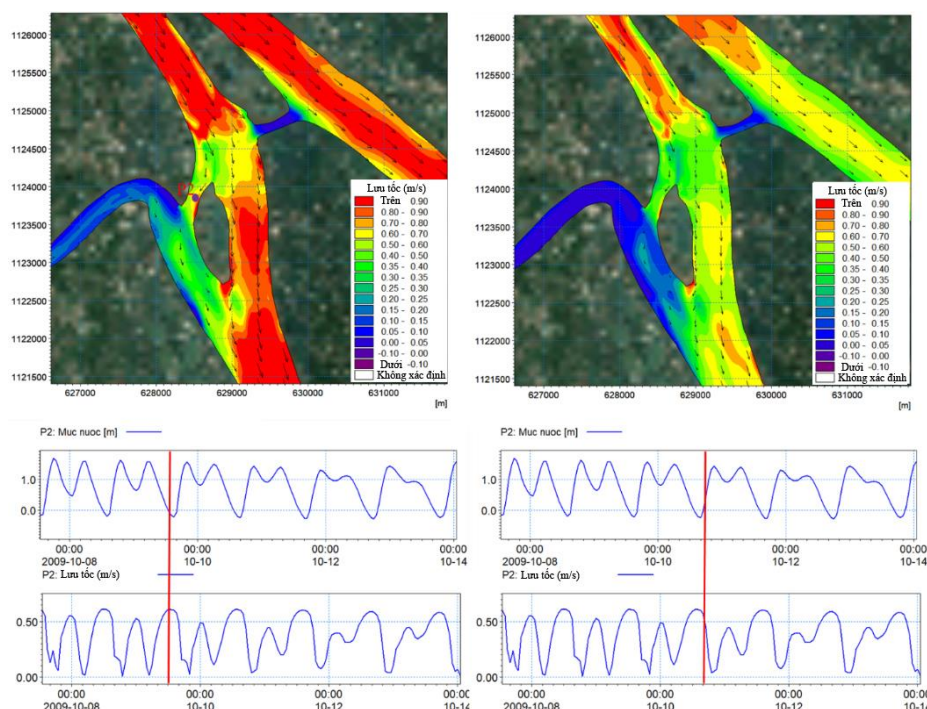 1126000
1125500
1125000
1124500
1124000
1123500
1123000
1122500
1122000
1121500
Lưu tốc (m/s)
Trên 0.90
0.80 - 0.90
0.70 - 0.80
0.60 - 0.70
0.50 - 0.60
0.40 - 0.50
0.35 - 0.40
0.30 - 0.35
0.25 - 0.30
0.20 - 0.25
0.15 - 0.20
0.10 - 0.15
0.05 - 0.10
0.00 - 0.05
-0.10 - 0.00
Dưới -0.10
Không xác định
627000 628000 629000 630000 631000
[m]
1126000
1125500
1125000
1124500
1124000
1123500
1123000
1122500
1122000
1121500
Lưu tốc (m/s)
Trên 0.90
0.80 - 0.90
0.70 - 0.80
0.60 - 0.70
0.50 - 0.60
0.40 - 0.50
0.35 - 0.40
0.30 - 0.35
0.25 - 0.30
0.20 - 0.25
0.15 - 0.20
0.10 - 0.15
0.05 - 0.10
0.00 - 0.05
-0.10 - 0.00
Dưới -0.10
Không xác định
627000 628000 629000 630000 631000
[m]
P2: Muc nuoc [m]
1.0
0.0
00:00 00:00 00:00 00:00
2009-10-08 10-10 10-12 10-14
P2: Lưu tốc (m/s)
0.50
0.00
00:00 00:00 00:00 00:00
2009-10-08 10-10 10-12 10-14
P2: Muc nuoc [m]
1.0
0.0
00:00 00:00 00:00 00:00
2009-10-08 10-10 10-12 10-14
P2: Lưu tốc (m/s)
0.50
0.00
00:00 00:00 00:00 00:00
2009-10-08 10-10 10-12 10-14